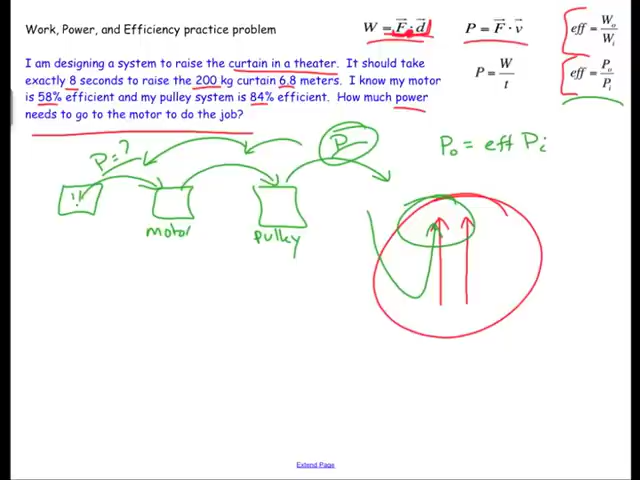 Work, Power, and Efficiency practice problem
W = F · d
P = F · v
eff = Wo / Wi
P = W / t
eff = Po / Pi
I am designing a system to raise the curtain in a theater. It should take
exactly 8 seconds to raise the 200 kg curtain 6.8 meters. I know my motor
is 58% efficient and my pulley system is 84% efficient. How much power
needs to go to the motor to do the job?
P
Po = eff Pi
P = ?
motor
pulley
Extend Page